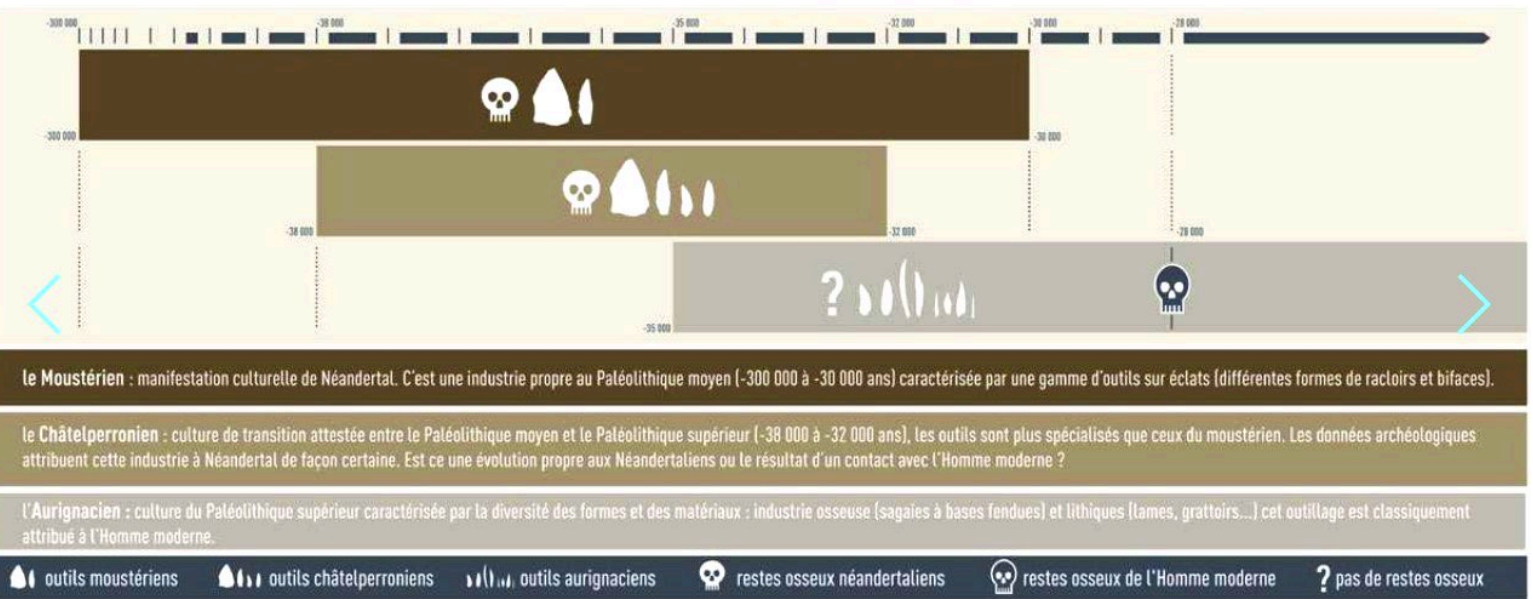 -300 000
-38 000
-35 000
-32 000
-30 000
-28 000
-300 000
-30 000
-38 000
-32 000
-28 000
?
-35 000
le Moustérien : manifestation culturelle de Néandertal. C'est une industrie propre au Paléolithique moyen (-300 000 à -30 000 ans) caractérisée par une gamme d'outils sur éclats (différentes formes de racloirs et bifaces).
le Châtelperronien : culture de transition attestée entre le Paléolithique moyen et le Paléolithique supérieur (-38 000 à -32 000 ans), les outils sont plus spécialisés que ceux du moustérien. Les données archéologiques
attribuent cette industrie à Néandertal de façon certaine. Est ce une évolution propre aux Néandertaliens ou le résultat d'un contact avec l'Homme moderne ?
l'Aurignacien : culture du Paléolithique supérieur caractérisée par la diversité des formes et des matériaux : industrie osseuse (sagaies à bases fendues) et lithiques (lames, grattoirs...) cet outillage est classiquement
attribué à l'Homme moderne.
outils moustériens outils châtelperroniens outils aurignaciens restes osseux néandertaliens restes osseux de l'Homme moderne ? pas de restes osseux